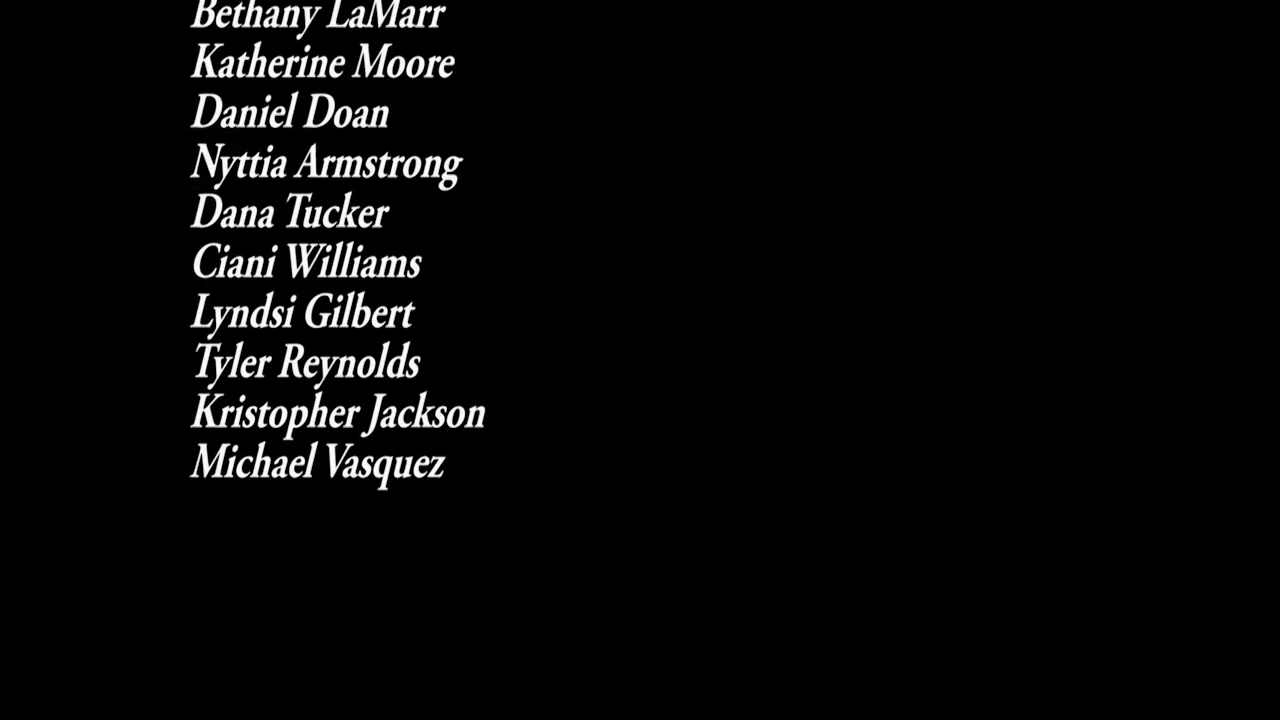 Bethany LaMarr
Katherine Moore
Daniel Doan
Nyttia Armstrong
Dana Tucker
Ciani Williams
Lyndsi Gilbert
Tyler Reynolds
Kristopher Jackson
Michael Vasquez